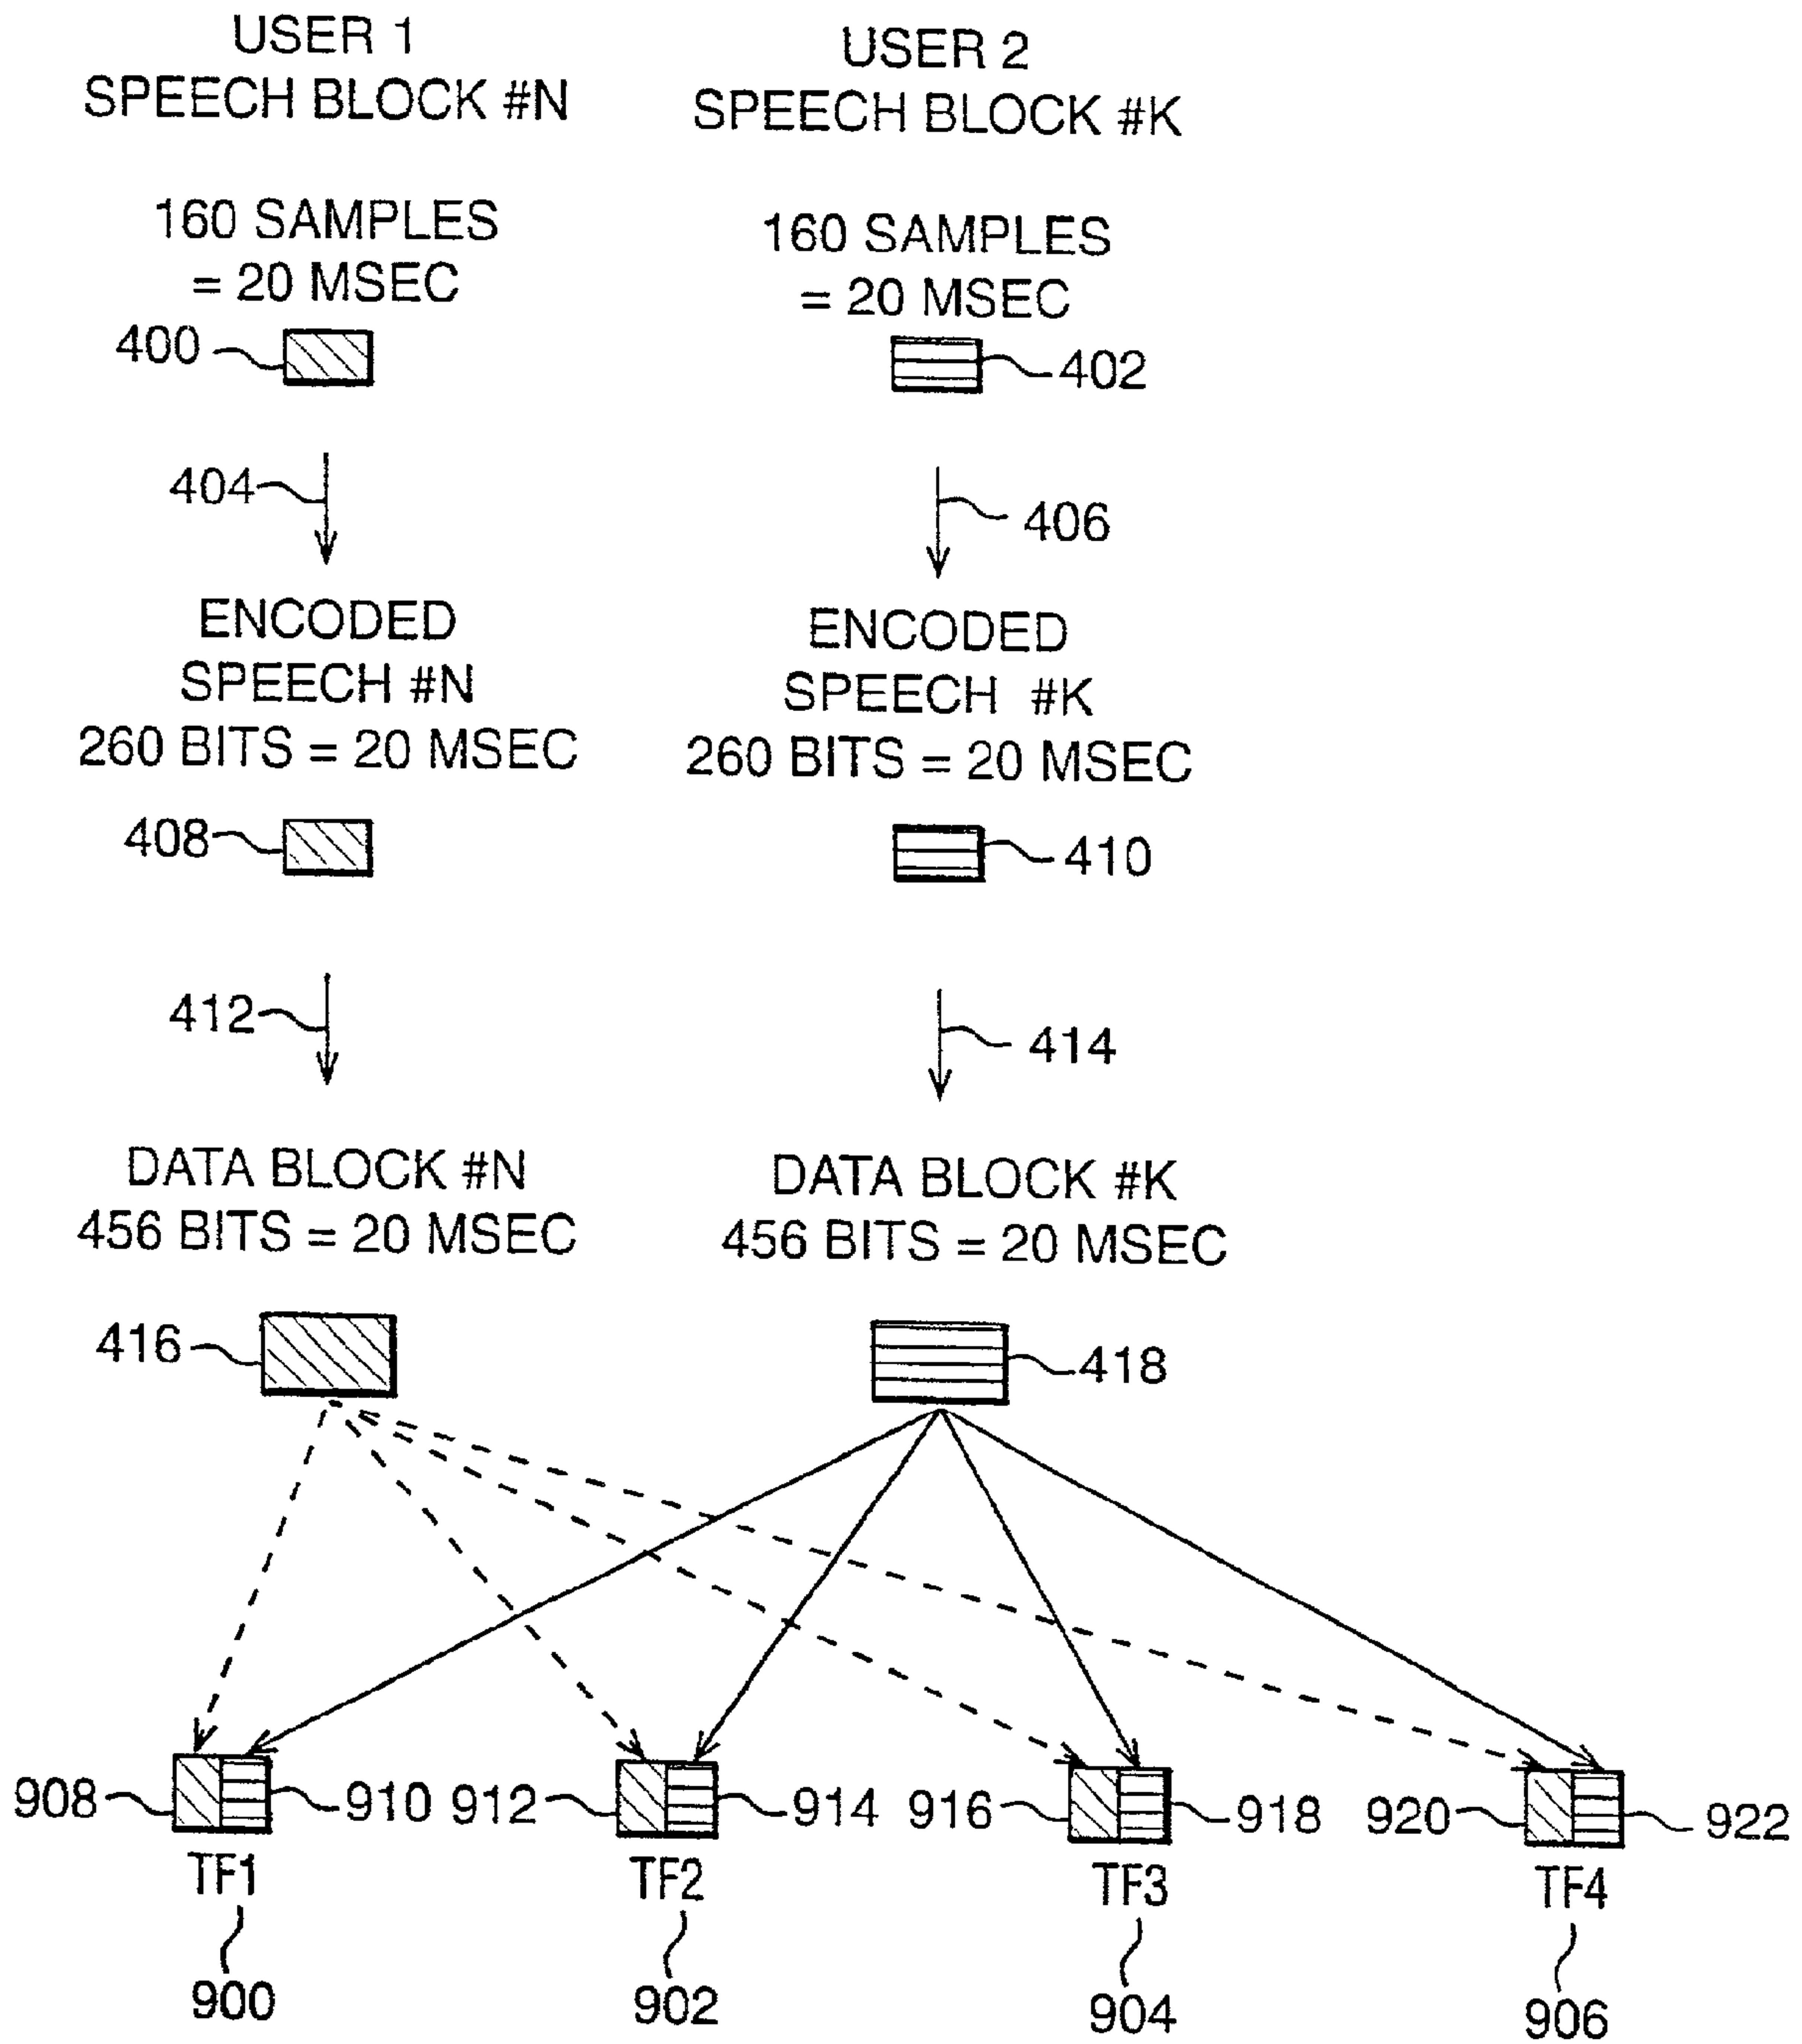 USER 1
SPEECH BLOCK #N
USER 2
SPEECH BLOCK #K
160 SAMPLES
= 20 MSEC
160 SAMPLES
= 20 MSEC
400
402
404
406
ENCODED
SPEECH #N
260 BITS = 20 MSEC
ENCODED
SPEECH #K
260 BITS = 20 MSEC
408
410
412
414
DATA BLOCK #N
456 BITS = 20 MSEC
DATA BLOCK #K
456 BITS = 20 MSEC
416
418
908
910
912
914
916
918
920
922
TF1
TF2
TF3
TF4
900
902
904
906